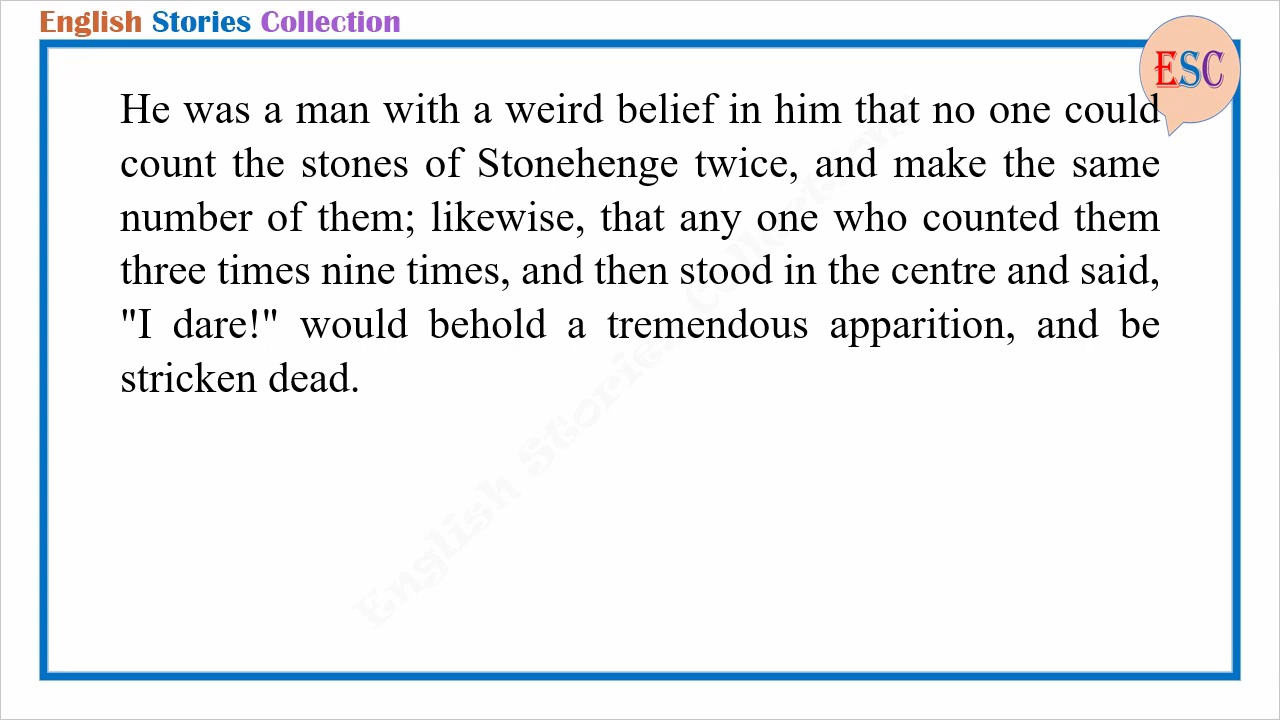 English Stories Collection
ESC
He was a man with a weird belief in him that no one could
count the stones of Stonehenge twice, and make the same
number of them; likewise, that any one who counted them
three times nine times, and then stood in the centre and said,
"I dare!" would behold a tremendous apparition, and be
stricken dead.
English Stories Collection